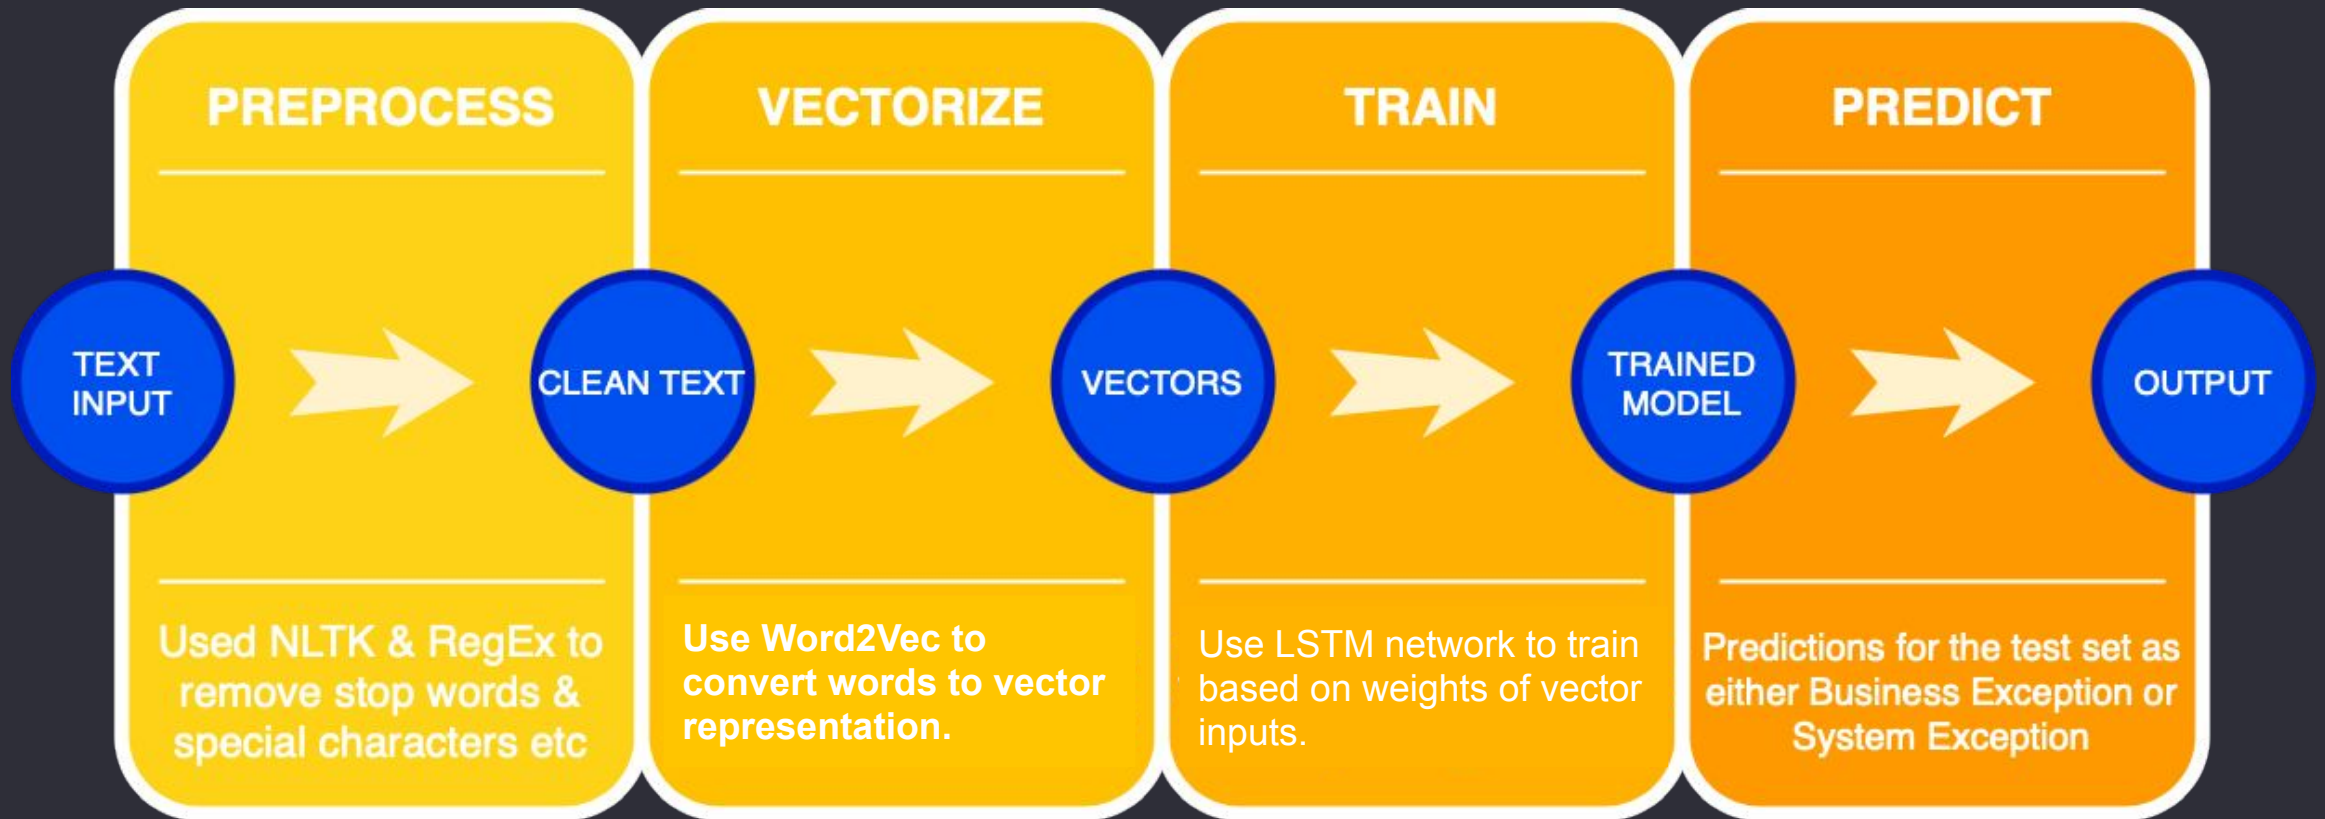 PREPROCESS
VECTORIZE
TRAIN
PREDICT
TEXT
INPUT
CLEAN TEXT
VECTORS
TRAINED
MODEL
OUTPUT
Used NLTK & RegEx to
remove stop words &
special characters etc
Use Word2Vec to
convert words to vector
representation.
Use LSTM network to train
based on weights of vector
inputs.
Predictions for the test set as
either Business Exception or
System Exception